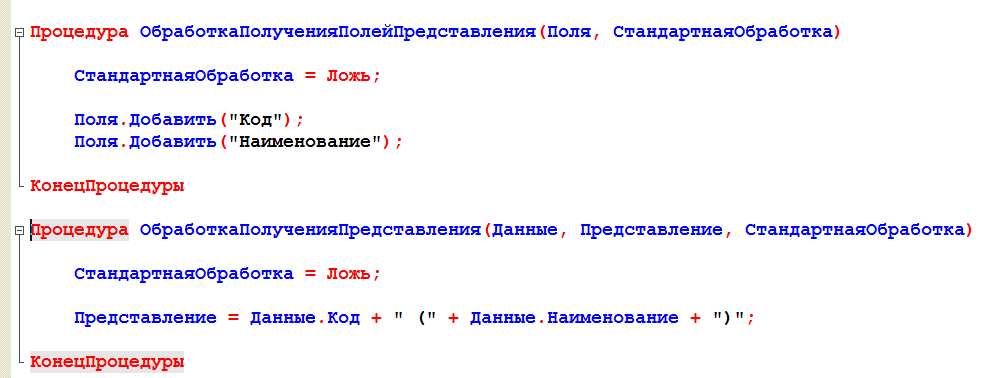 Процедура ОбработкаПолученияПолейПредставления(Поля, СтандартнаяОбработка)
СтандартнаяОбработка = Ложь;
Поля.Добавить("Код");
Поля.Добавить("Наименование");
КонецПроцедуры
Процедура ОбработкаПолученияПредставления(Данные, Представление, СтандартнаяОбработка)
СтандартнаяОбработка = Ложь;
Представление = Данные.Код + " (" + Данные.Наименование + ")";
КонецПроцедуры